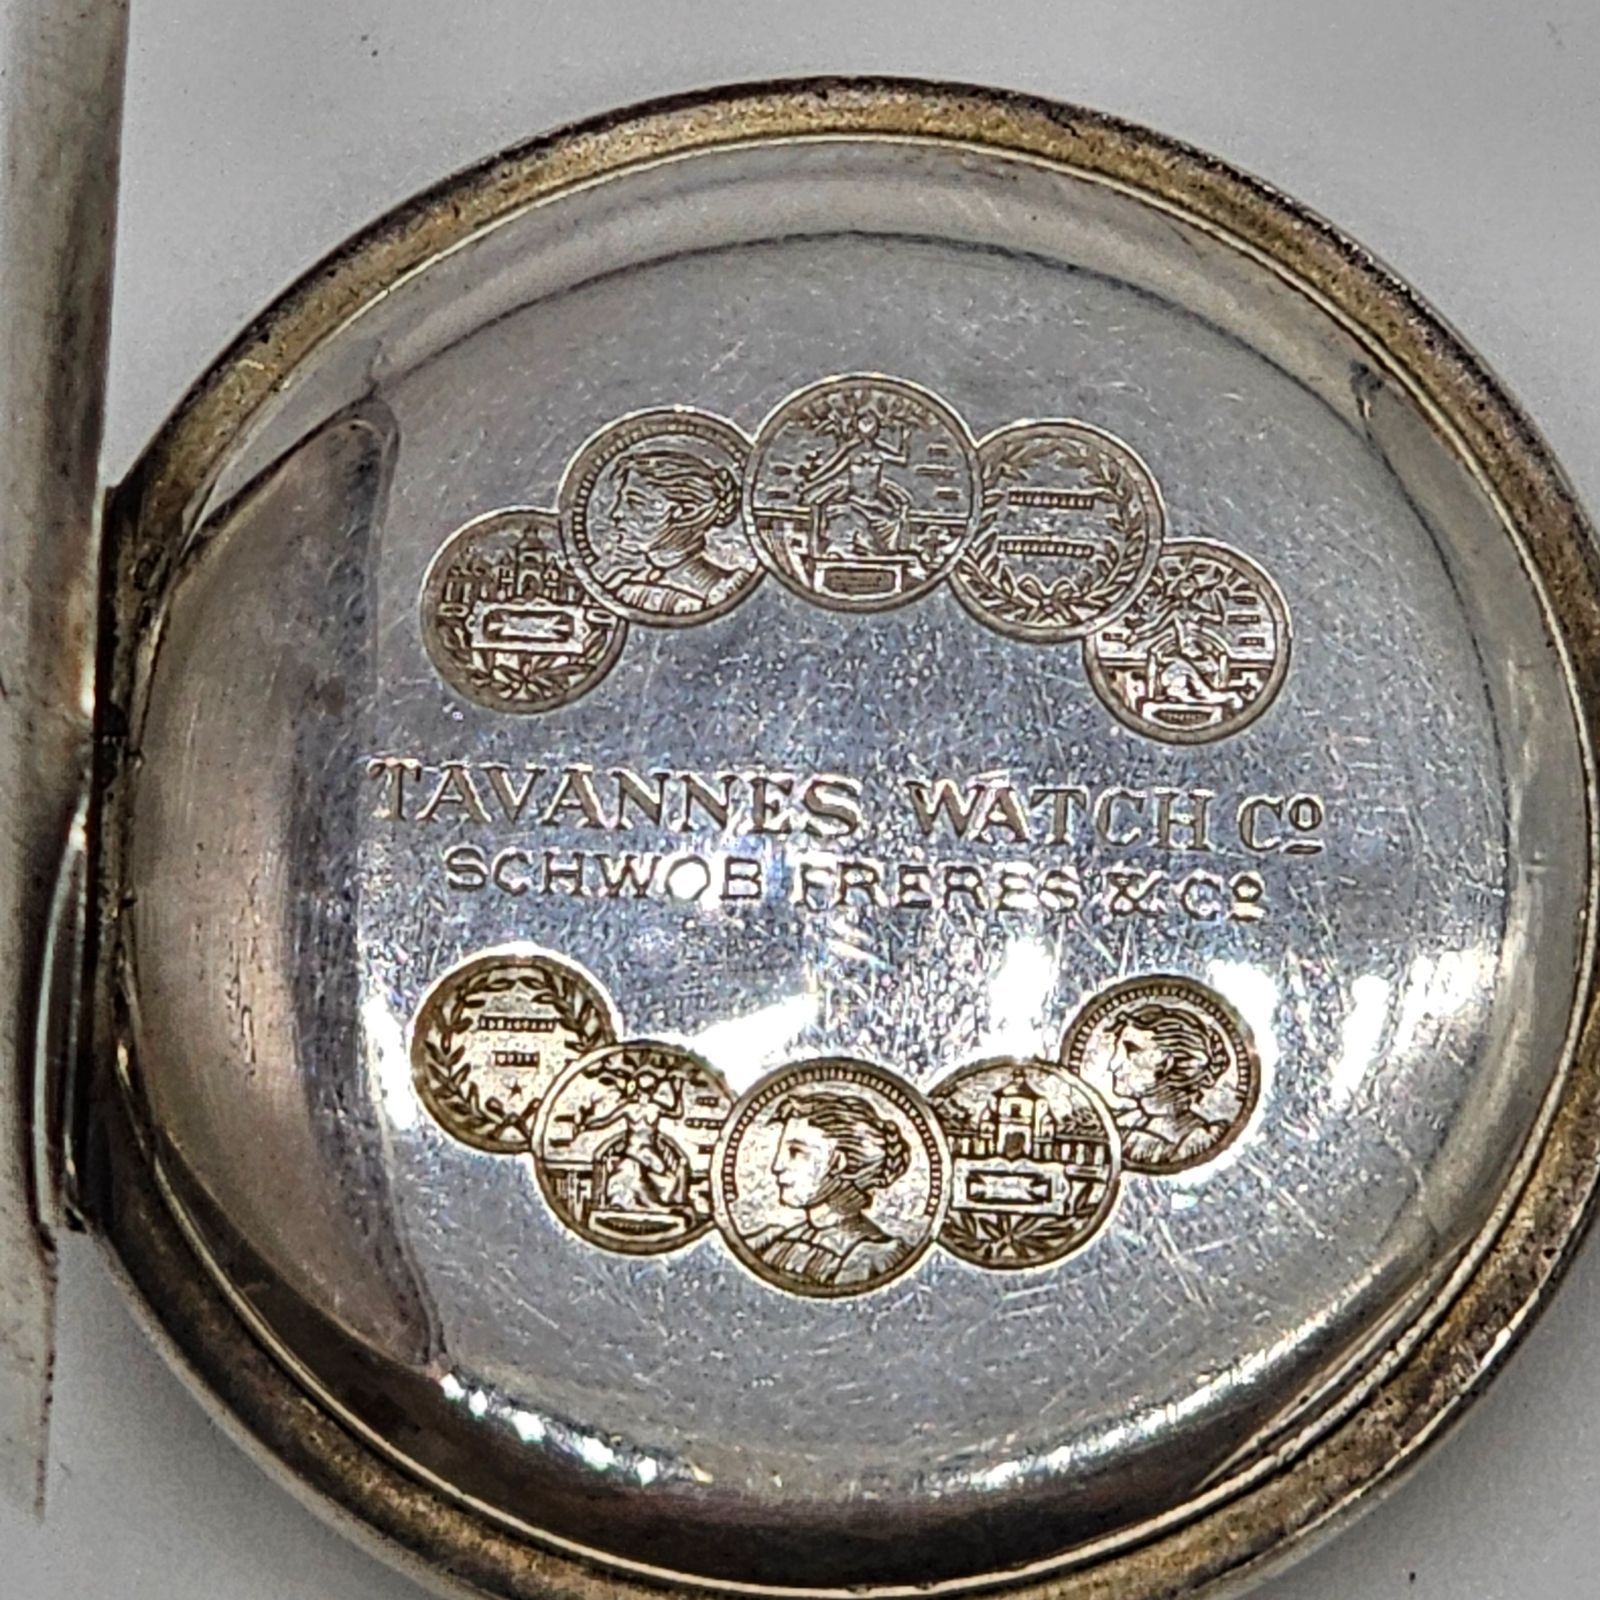 TAVANNES WATCH Cº
SCHWOB FRERES & Cº